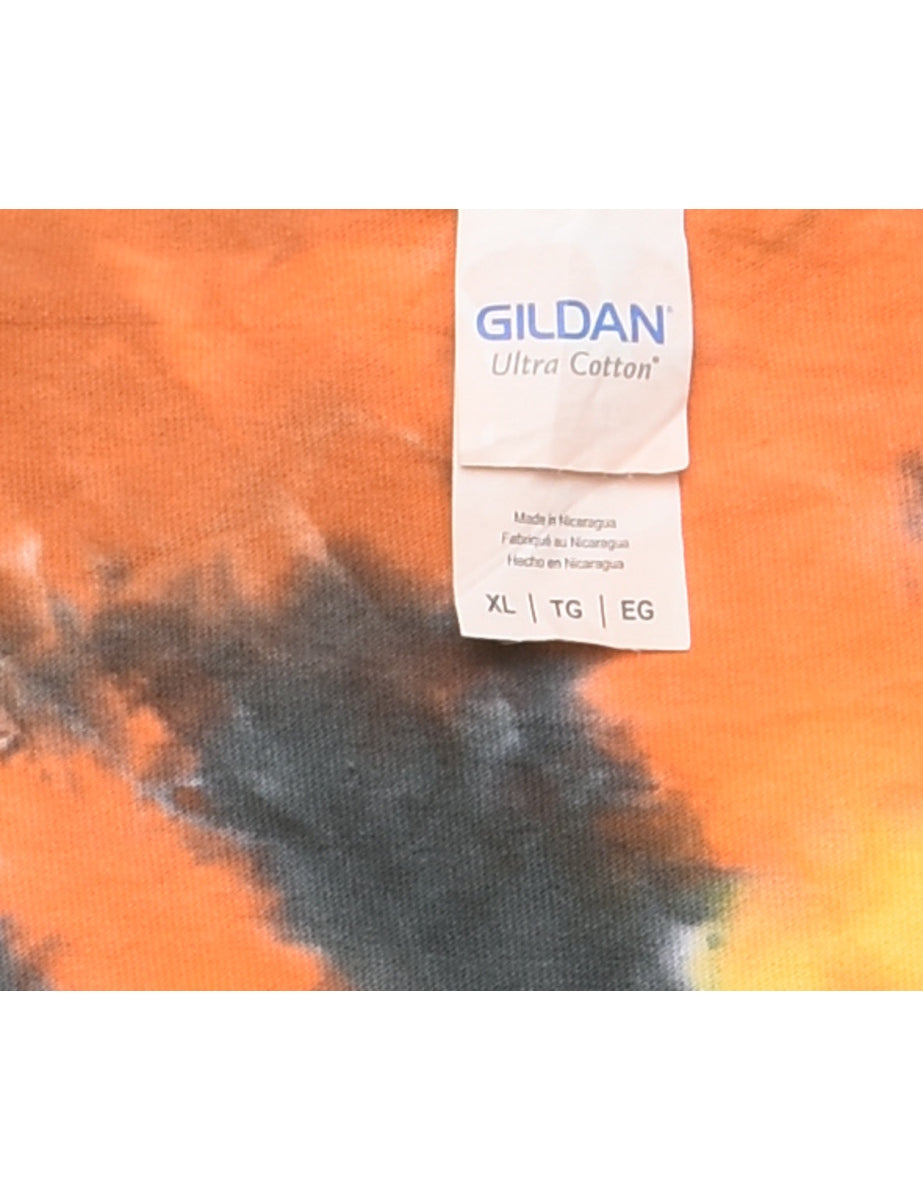 GILDAN®
Ultra Cotton®
Made in Nicaragua
Fabriqué au Nicaragua
Hecho en Nicaragua
XL | TG | EG